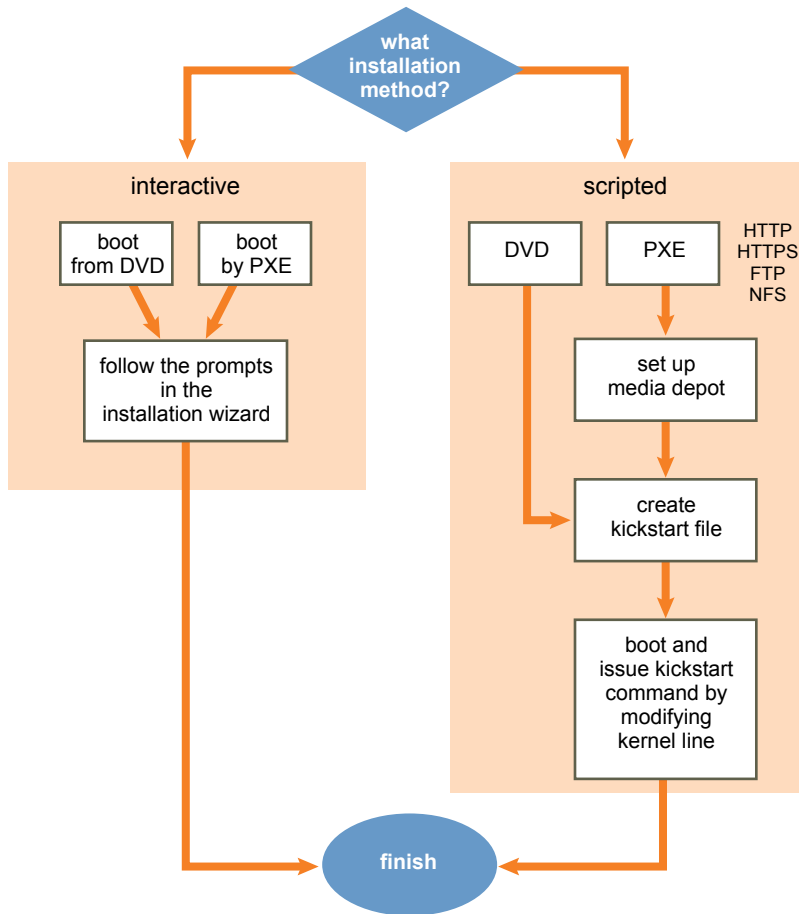 what
installation
method?
interactive
boot
from DVD
boot
by PXE
follow the prompts
in the
installation wizard
scripted
DVD
PXE
HTTP
HTTPS
FTP
NFS
set up
media depot
create
kickstart file
boot and
issue kickstart
command by
modifying
kernel line
finish